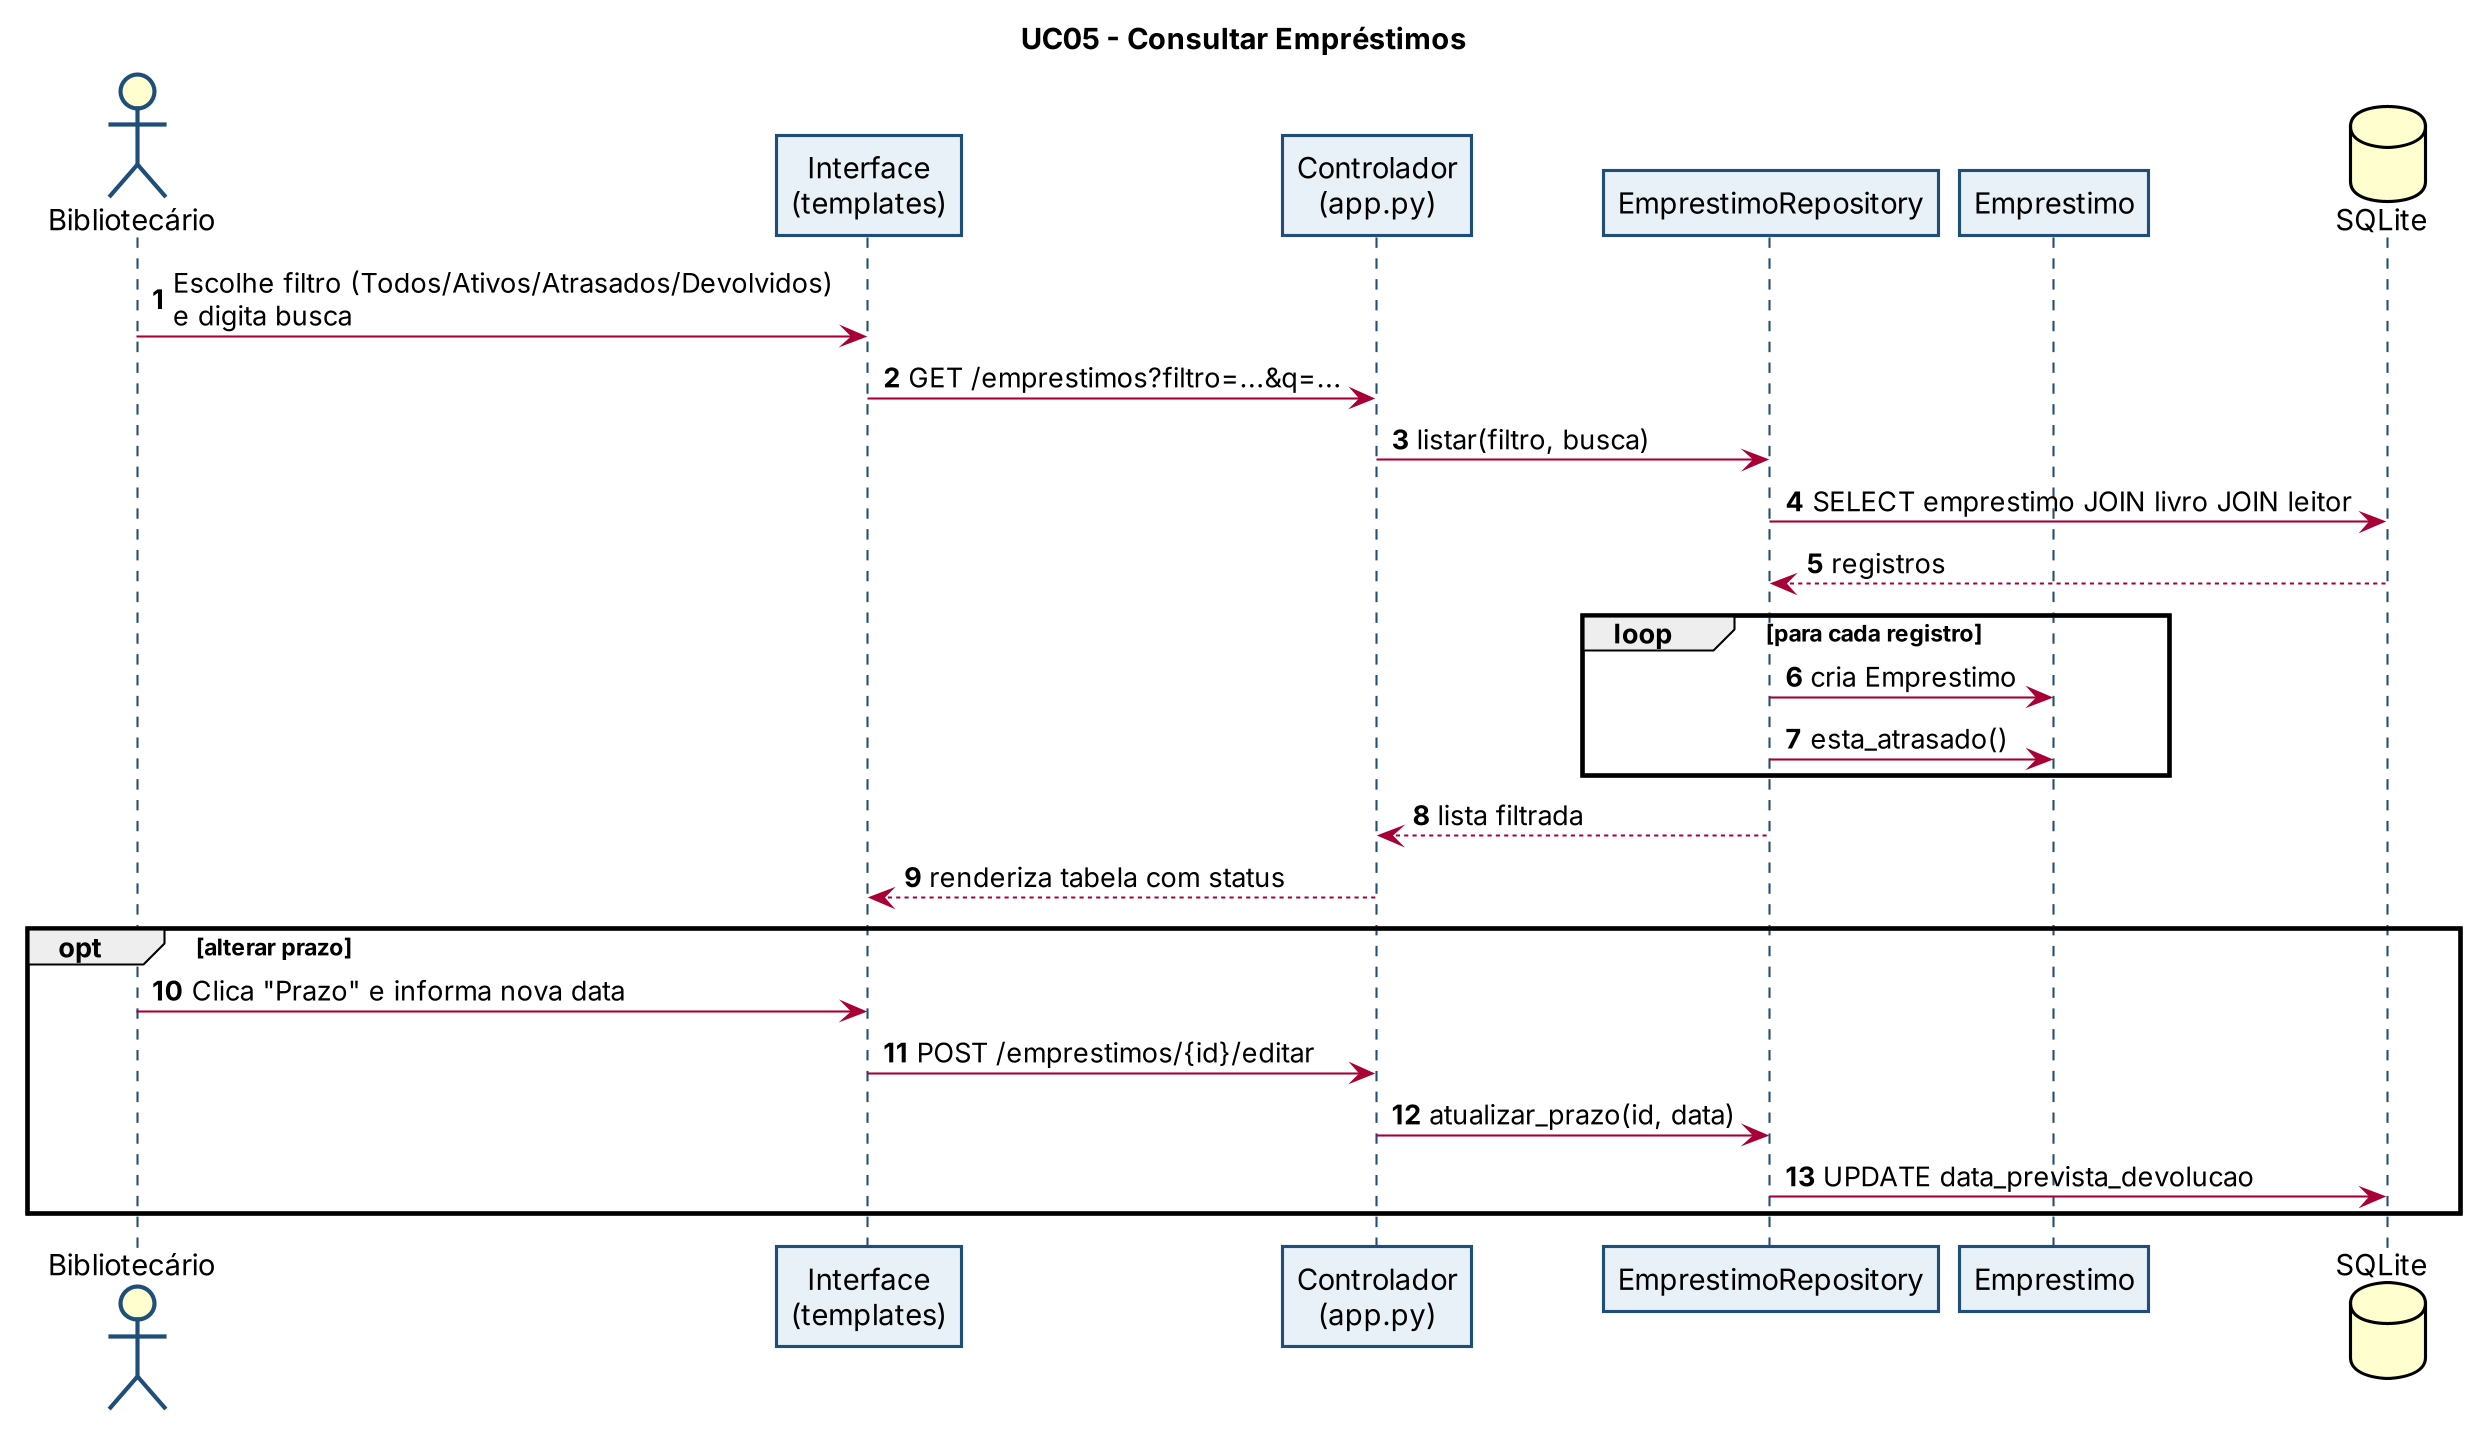 UC05 - Consultar Empréstimos
Bibliotecário
Interface
(templates)
Controlador
(app.py)
EmprestimoRepository
Emprestimo
SQLite
1 Escolhe filtro (Todos/Ativos/Atrasados/Devolvidos)
e digita busca
2 GET /emprestimos?filtro=...&q=...
3 listar(filtro, busca)
4 SELECT emprestimo JOIN livro JOIN leitor
5 registros
loop [para cada registro]
6 cria Emprestimo
7 esta_atrasado()
8 lista filtrada
9 renderiza tabela com status
opt [alterar prazo]
10 Clica "Prazo" e informa nova data
11 POST /emprestimos/{id}/editar
12 atualizar_prazo(id, data)
13 UPDATE data_prevista_devolucao
Bibliotecário
Interface
(templates)
Controlador
(app.py)
EmprestimoRepository
Emprestimo
SQLite